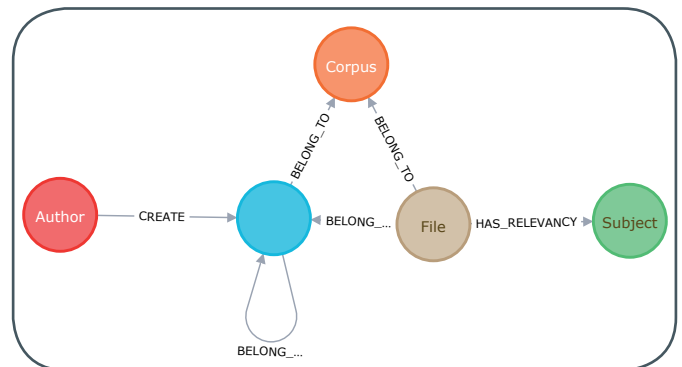 Corpus
BELONG_TO
BELONG_TO
Author
CREATE
BELONG_...
File
HAS_RELEVANCY
Subject
BELONG_...